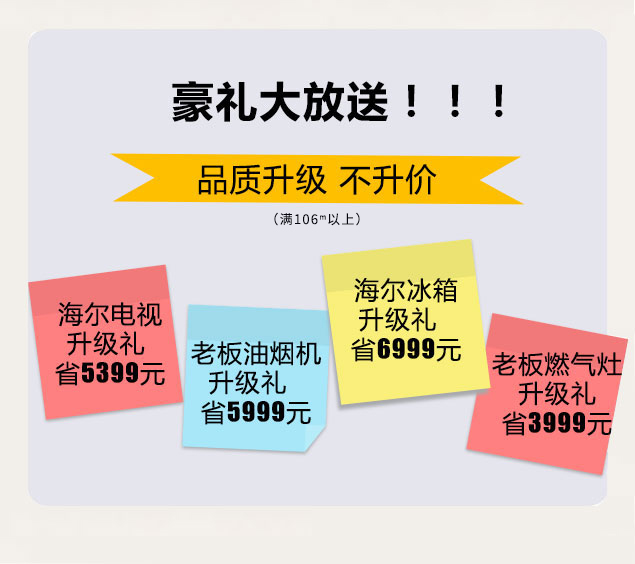 豪礼大放送！！！
品质升级 不升价
（满106ᵐ以上）
海尔电视
升级礼
省5399元
老板油烟机
升级礼
省5999元
海尔冰箱
升级礼
省6999元
老板燃气灶
升级礼
省3999元